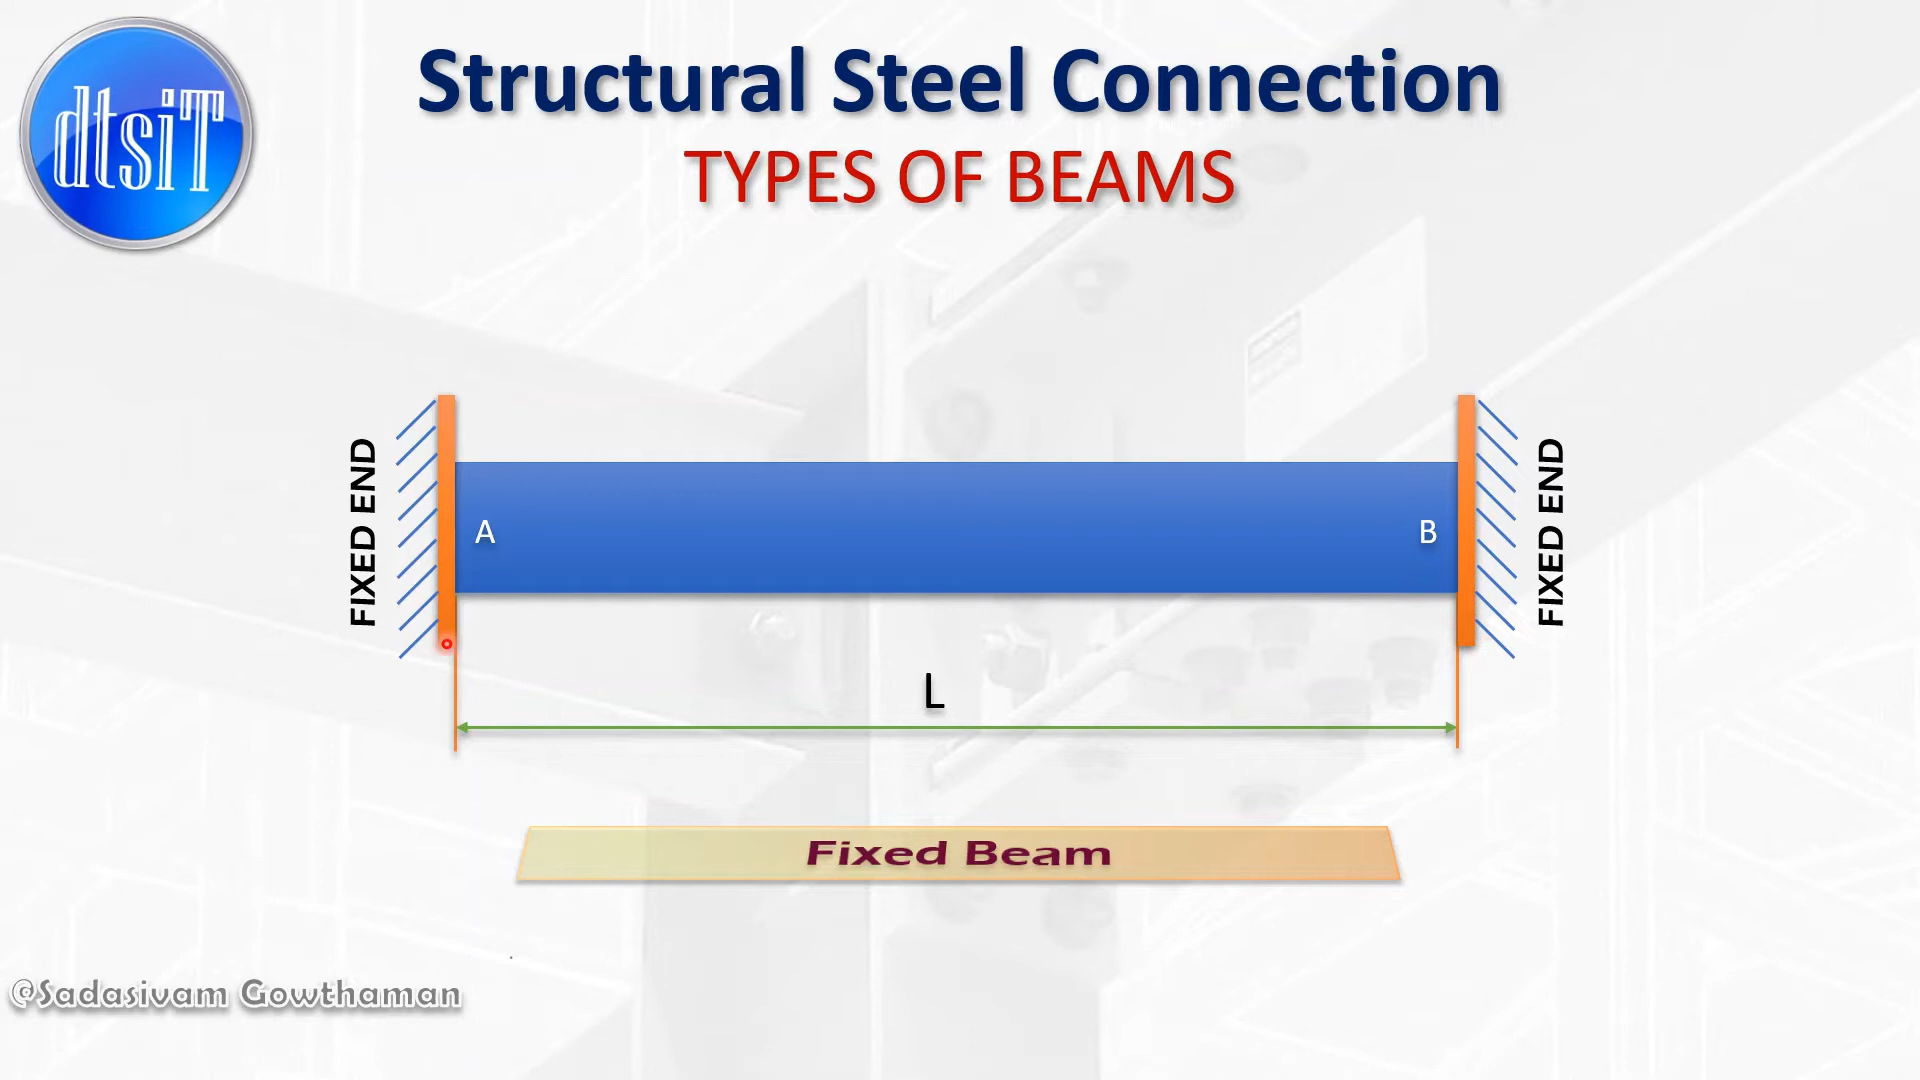 dtsiT
Structural Steel Connection
TYPES OF BEAMS
FIXED END
A
B
FIXED END
L
Fixed Beam
@Sadasivam Gowthaman